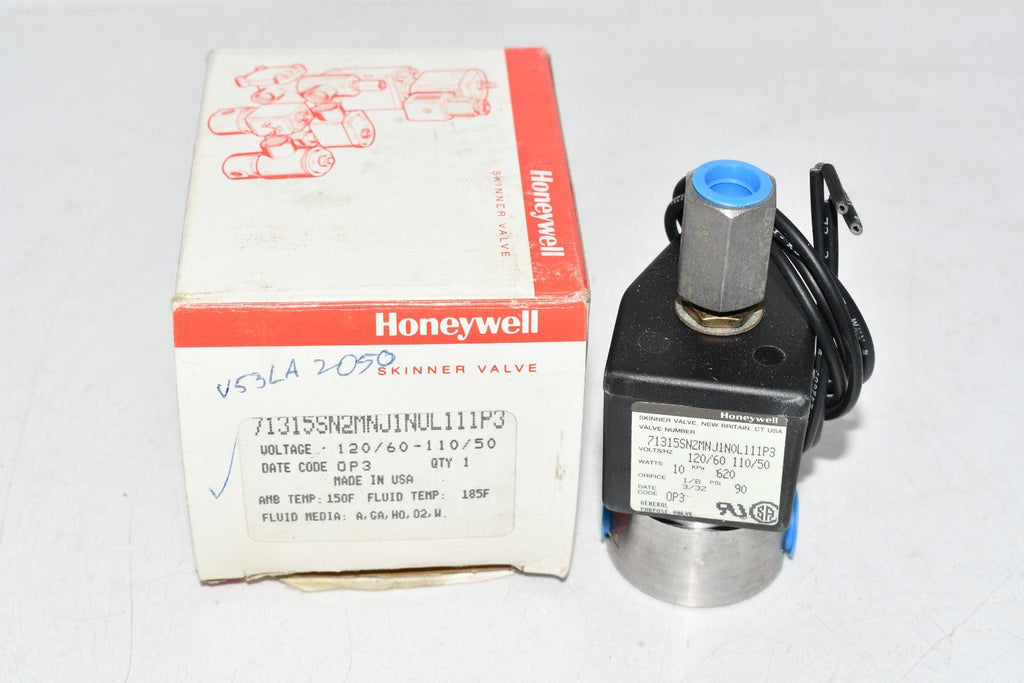 Honeywell
SKINNER VALVE
Honeywell
SKINNER VALVE
V53LA 2050
71315SN2MNJ1N0L111P3
VOLTAGE 120/60-110/50
DATE CODE 0P3 QTY 1
MADE IN USA
AMB TEMP: 150F FLUID TEMP: 185F
FLUID MEDIA: A,GA,HO,O2,W.
Honeywell
SKINNER VALVE, NEW BRITAIN, CT USA
VALVE NUMBER
71315SN2MNJ1N0L111P3
VOLTS/HZ 120/60 110/50
WATTS 10 KPa 620
ORIFICE 1/8 PSI 90
3/32
DATE CODE 0P3
GENERAL
PURPOSE VALVE